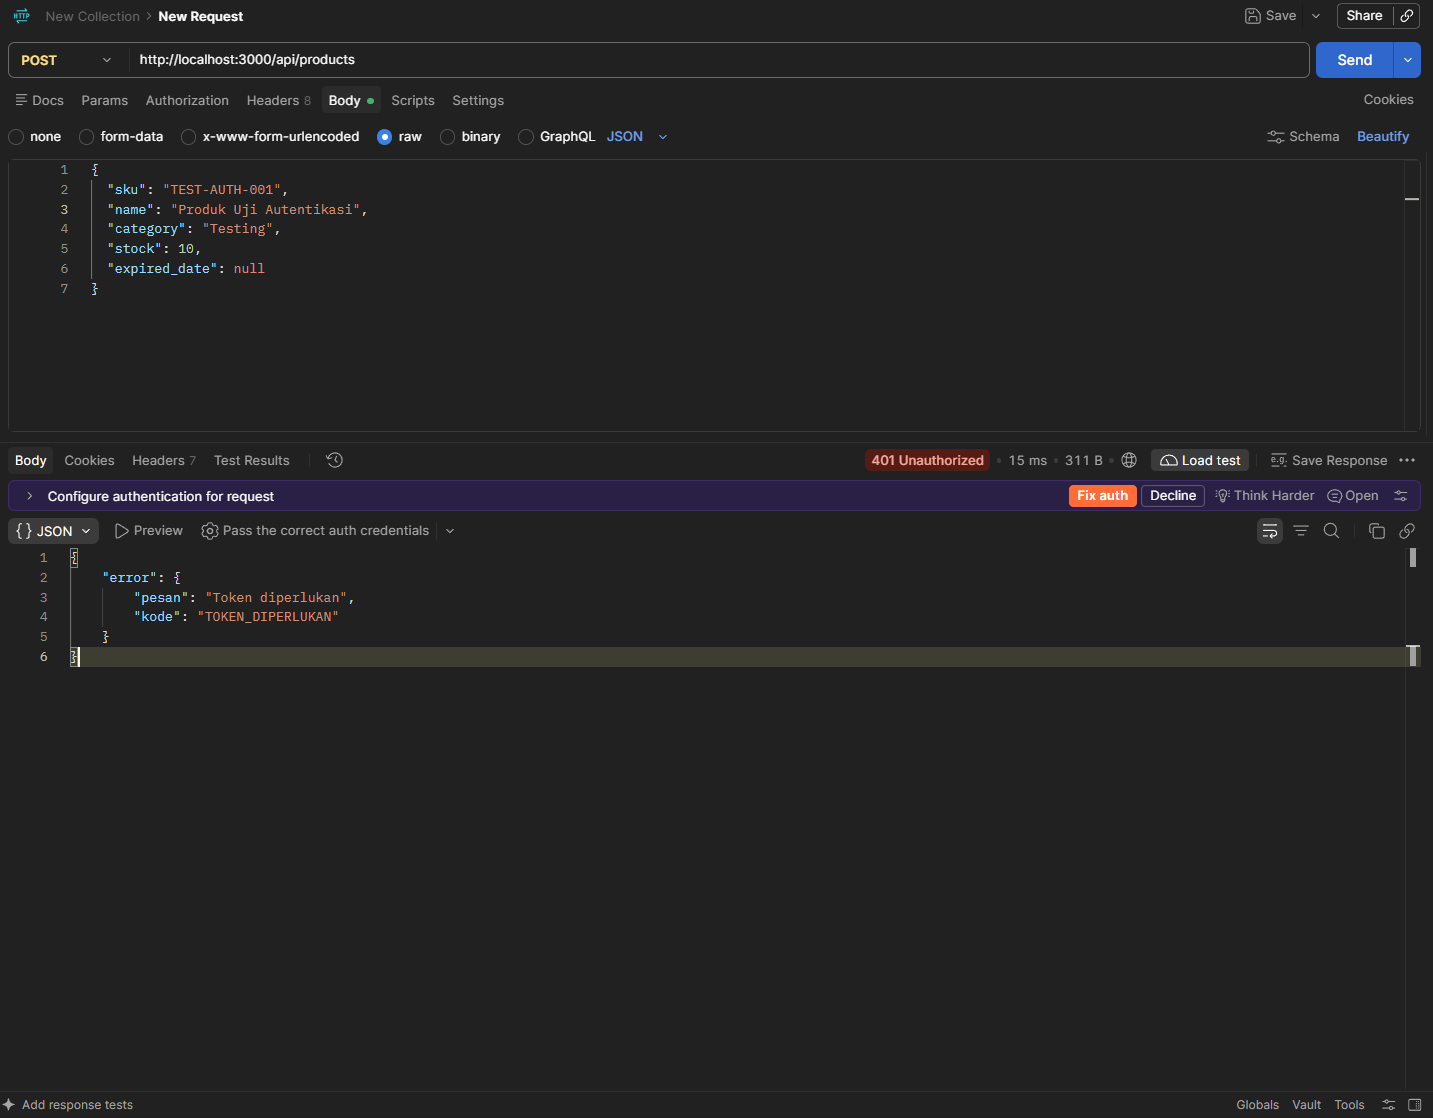 HTTP New Collection > New Request Save Share
POST http://localhost:3000/api/products Send
Docs Params Authorization Headers 8 Body Scripts Settings Cookies
none form-data x-www-form-urlencoded raw binary GraphQL JSON Schema Beautify
1 {
2 "sku": "TEST-AUTH-001",
3 "name": "Produk Uji Autentikasi",
4 "category": "Testing",
5 "stock": 10,
6 "expired_date": null
7 }
Body Cookies Headers 7 Test Results 401 Unauthorized • 15 ms • 311 B • Load test e.g. Save Response
Configure authentication for request Fix auth Decline Think Harder Open
{} JSON Preview Pass the correct auth credentials
1 {
2 "error": {
3 "pesan": "Token diperlukan",
4 "kode": "TOKEN_DIPERLUKAN"
5 }
6 }
Add response tests Globals Vault Tools